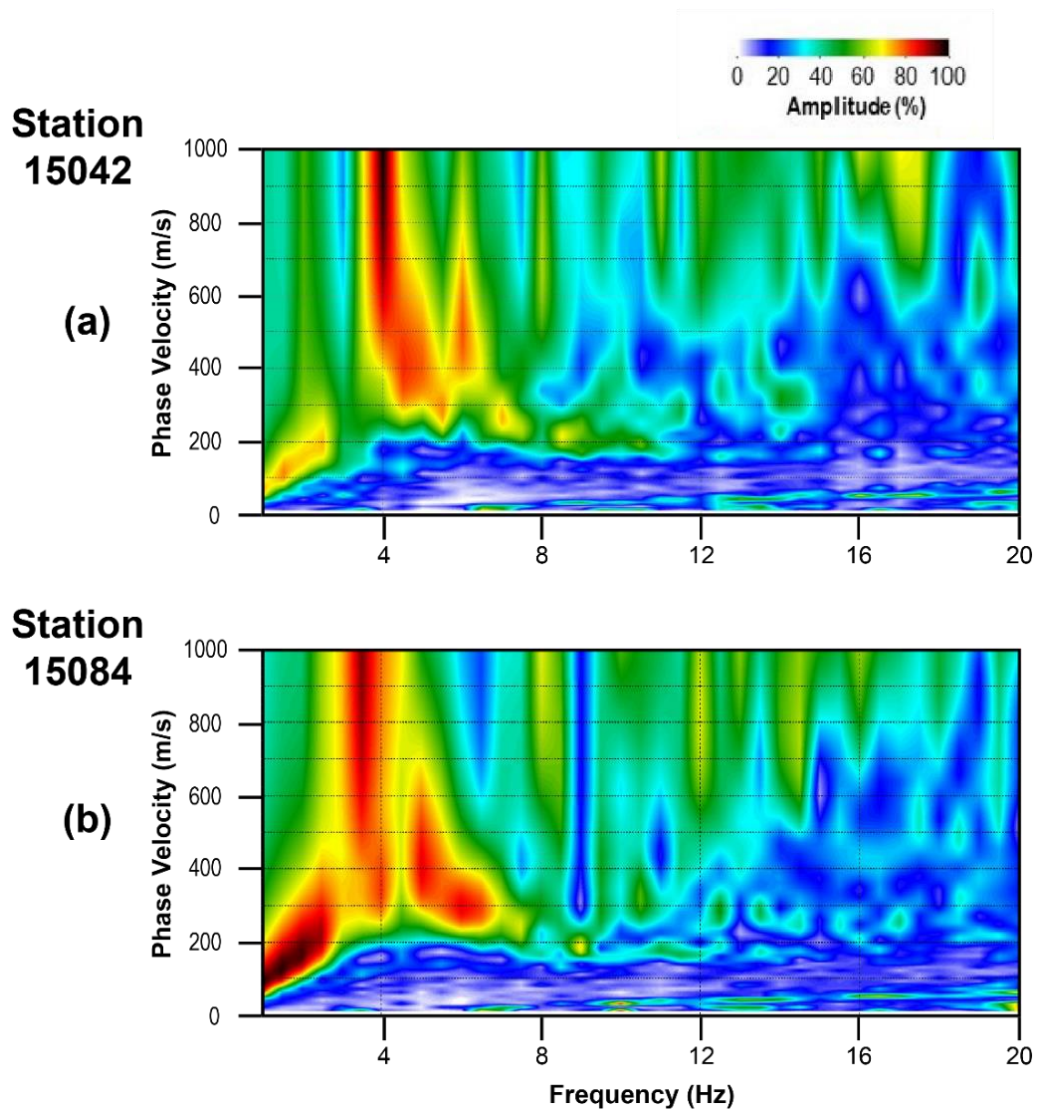 0 20 40 60 80 100
Amplitude (%)
Station
15042
(a)
Phase Velocity (m/s)
1000
800
600
400
200
0
4 8 12 16 20
Station
15084
(b)
Phase Velocity (m/s)
1000
800
600
400
200
0
4 8 12 16 20
Frequency (Hz)